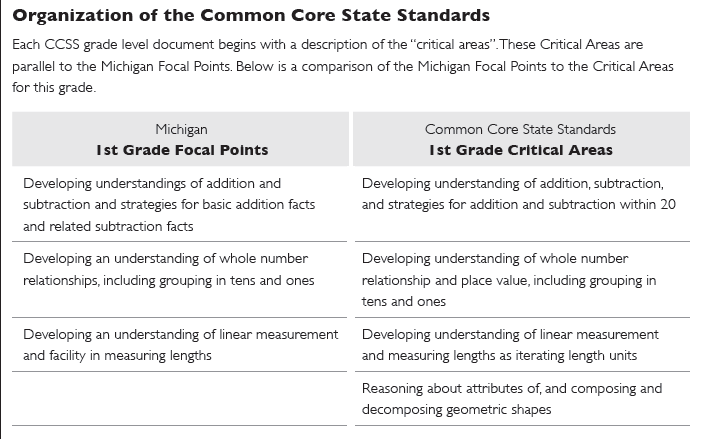 Organization of the Common Core State Standards
Each CCSS grade level document begins with a description of the “critical areas”.These Critical Areas are
parallel to the Michigan Focal Points. Below is a comparison of the Michigan Focal Points to the Critical Areas
for this grade.
Michigan
1st Grade Focal Points
Common Core State Standards
1st Grade Critical Areas
Developing understandings of addition and
subtraction and strategies for basic addition facts
and related subtraction facts
Developing understanding of addition, subtraction,
and strategies for addition and subtraction within 20
Developing an understanding of whole number
relationships, including grouping in tens and ones
Developing understanding of whole number
relationship and place value, including grouping in
tens and ones
Developing an understanding of linear measurement
and facility in measuring lengths
Developing understanding of linear measurement
and measuring lengths as iterating length units
Reasoning about attributes of, and composing and
decomposing geometric shapes